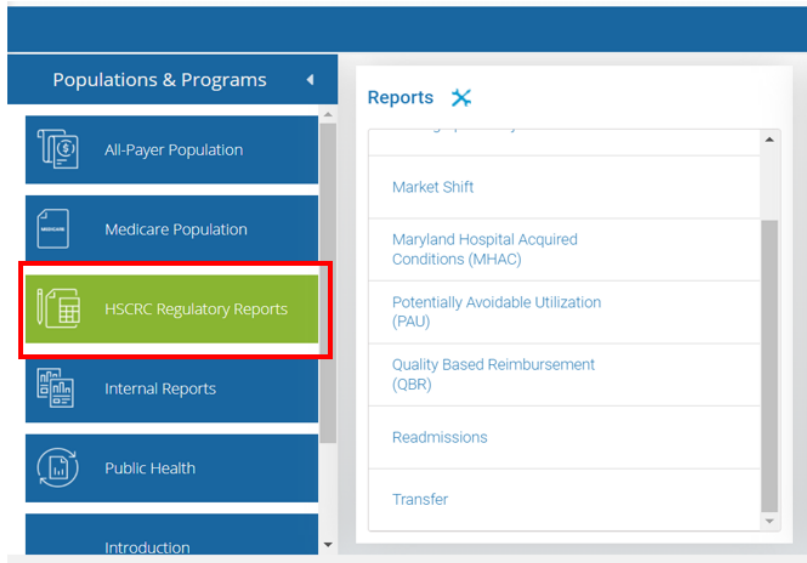 Populations & Programs
All-Payer Population
MEDICARE
Medicare Population
HSCRC Regulatory Reports
Internal Reports
Public Health
Introduction
Reports
Market Shift
Maryland Hospital Acquired
Conditions (MHAC)
Potentially Avoidable Utilization
(PAU)
Quality Based Reimbursement
(QBR)
Readmissions
Transfer